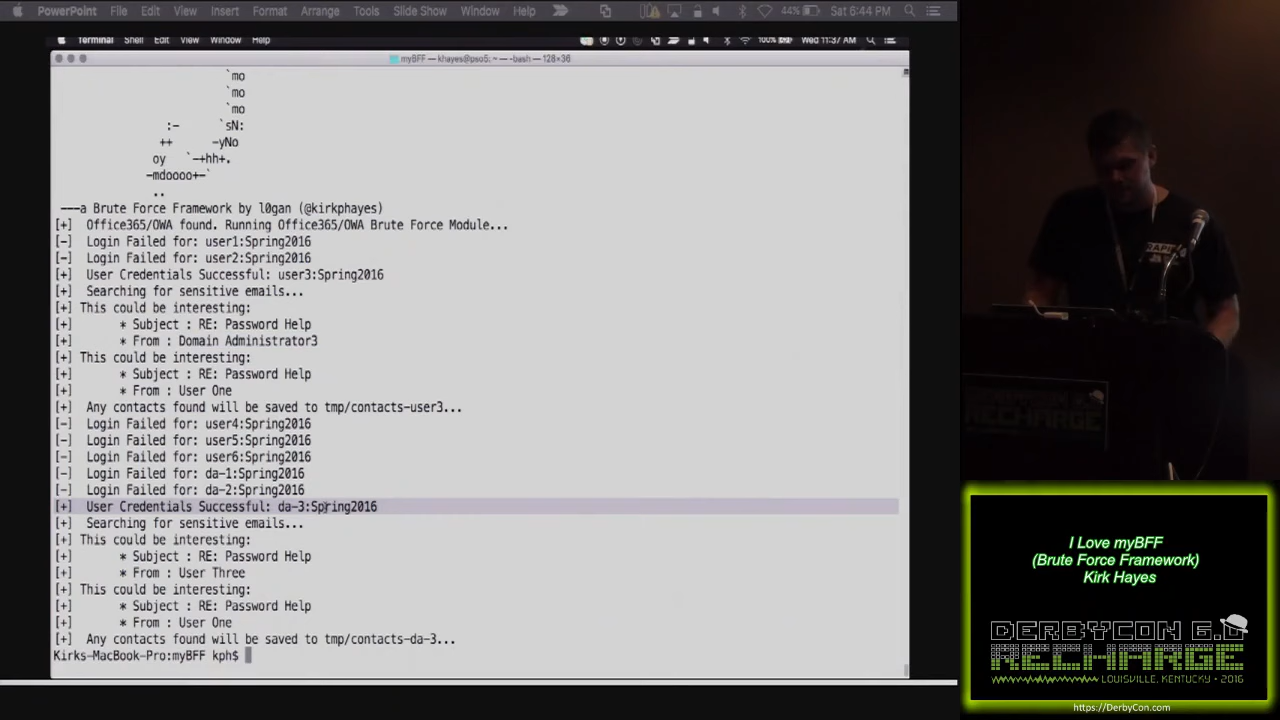 PowerPoint File Edit View Insert Format Arrange Tools Slide Show Window Help 44% Sat 6:44 PM
Terminal Shell Edit View Window Help 100% Wed 11:37 AM
myBFF — khayes@pso5: ~ — -bash — 128×36
`mo
`mo
`mo
:- `sN:
++ -yNo
oy `-+hh+.
-mdoooo+-`
..
---a Brute Force Framework by l0gan (@kirkphayes)
[+] Office365/OWA found. Running Office365/OWA Brute Force Module...
[-] Login Failed for: user1:Spring2016
[-] Login Failed for: user2:Spring2016
[+] User Credentials Successful: user3:Spring2016
[+] Searching for sensitive emails...
[+] This could be interesting:
[+] * Subject : RE: Password Help
[+] * From : Domain Administrator3
[+] This could be interesting:
[+] * Subject : RE: Password Help
[+] * From : User One
[+] Any contacts found will be saved to tmp/contacts-user3...
[-] Login Failed for: user4:Spring2016
[-] Login Failed for: user5:Spring2016
[-] Login Failed for: user6:Spring2016
[-] Login Failed for: da-1:Spring2016
[-] Login Failed for: da-2:Spring2016
[+] User Credentials Successful: da-3:Spring2016
[+] Searching for sensitive emails...
[+] This could be interesting:
[+] * Subject : RE: Password Help
[+] * From : User Three
[+] This could be interesting:
[+] * Subject : RE: Password Help
[+] * From : User One
[+] Any contacts found will be saved to tmp/contacts-da-3...
Kirks-MacBook-Pro:myBFF kph$
DERBYCON 6.0
RECHARGE
I Love myBFF
(Brute Force Framework)
Kirk Hayes
DERBYCON 6.0
RECHARGE
LOUISVILLE, KENTUCKY • 2016
https://DerbyCon.com